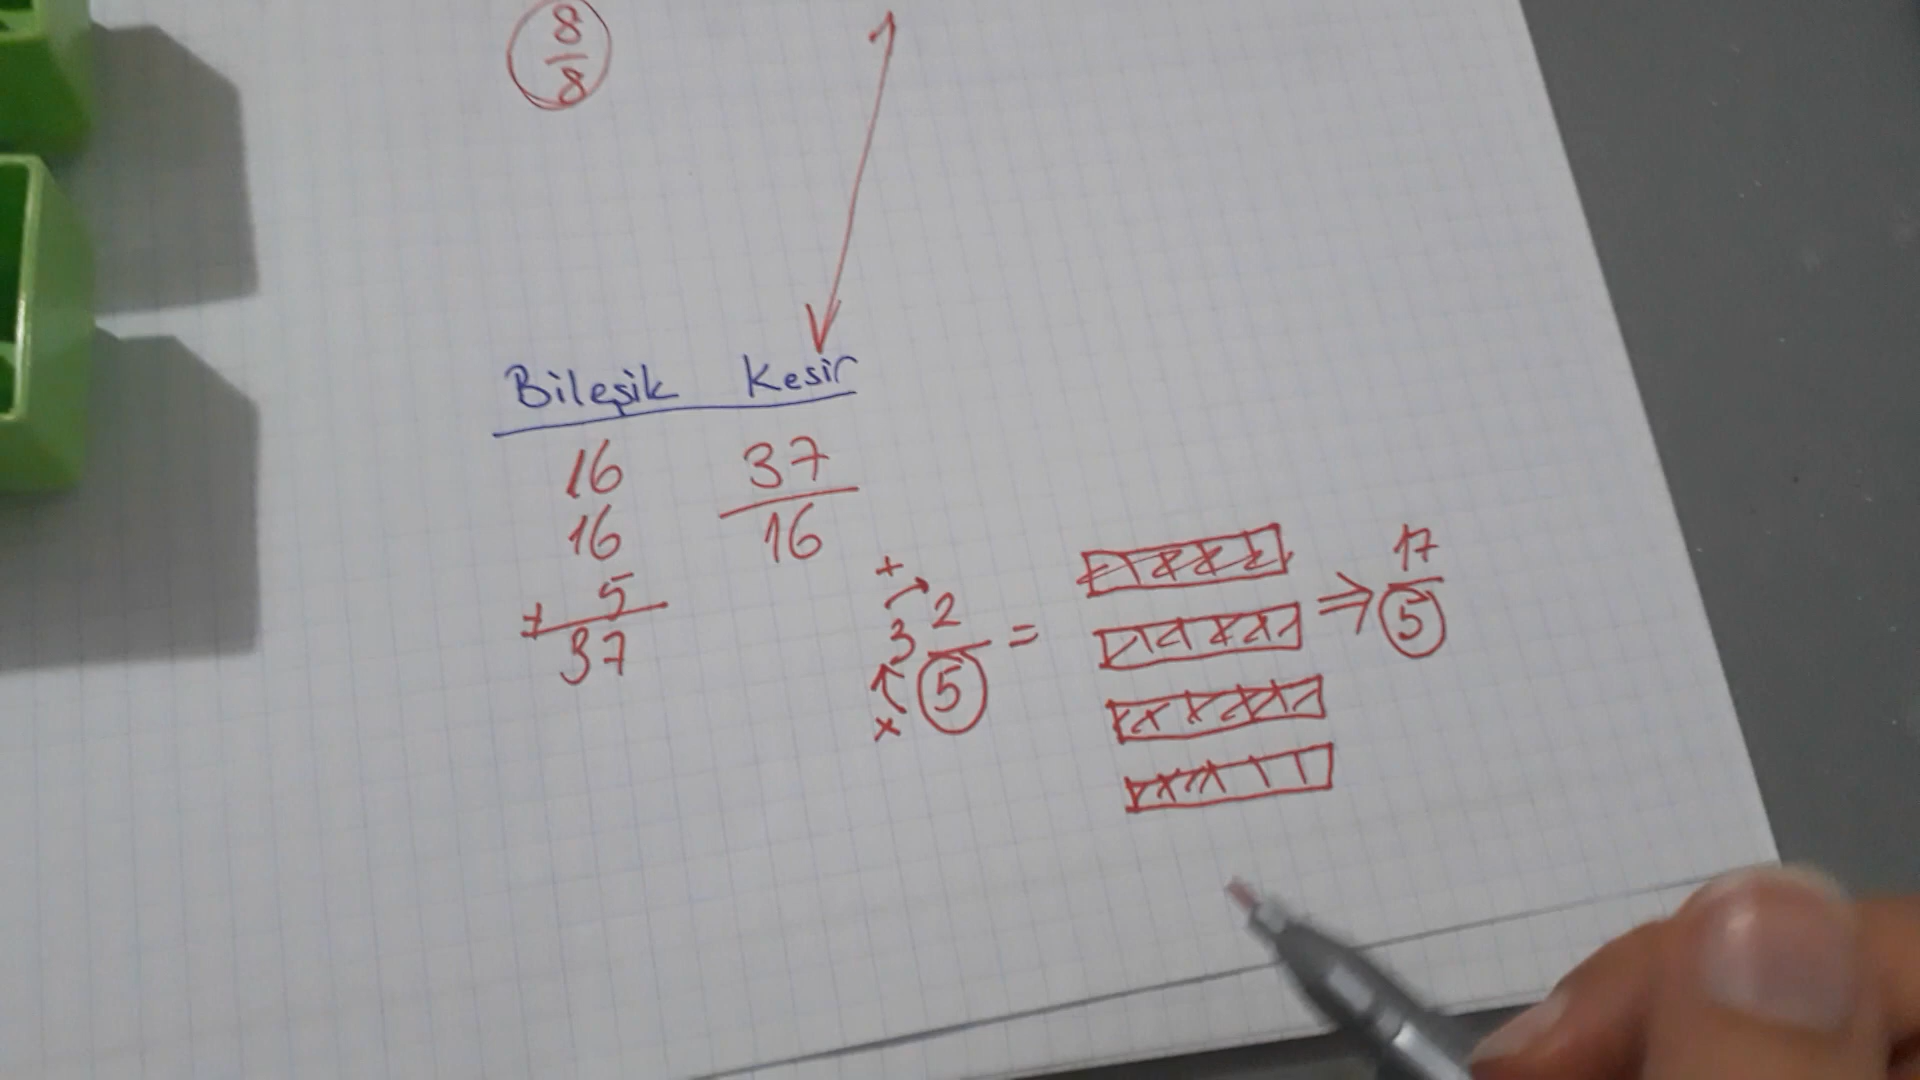 8/8
Bileşik Kesir
16
16
+ 5
37
37/16
+
3 2/5 =
x
⇒ 17/5